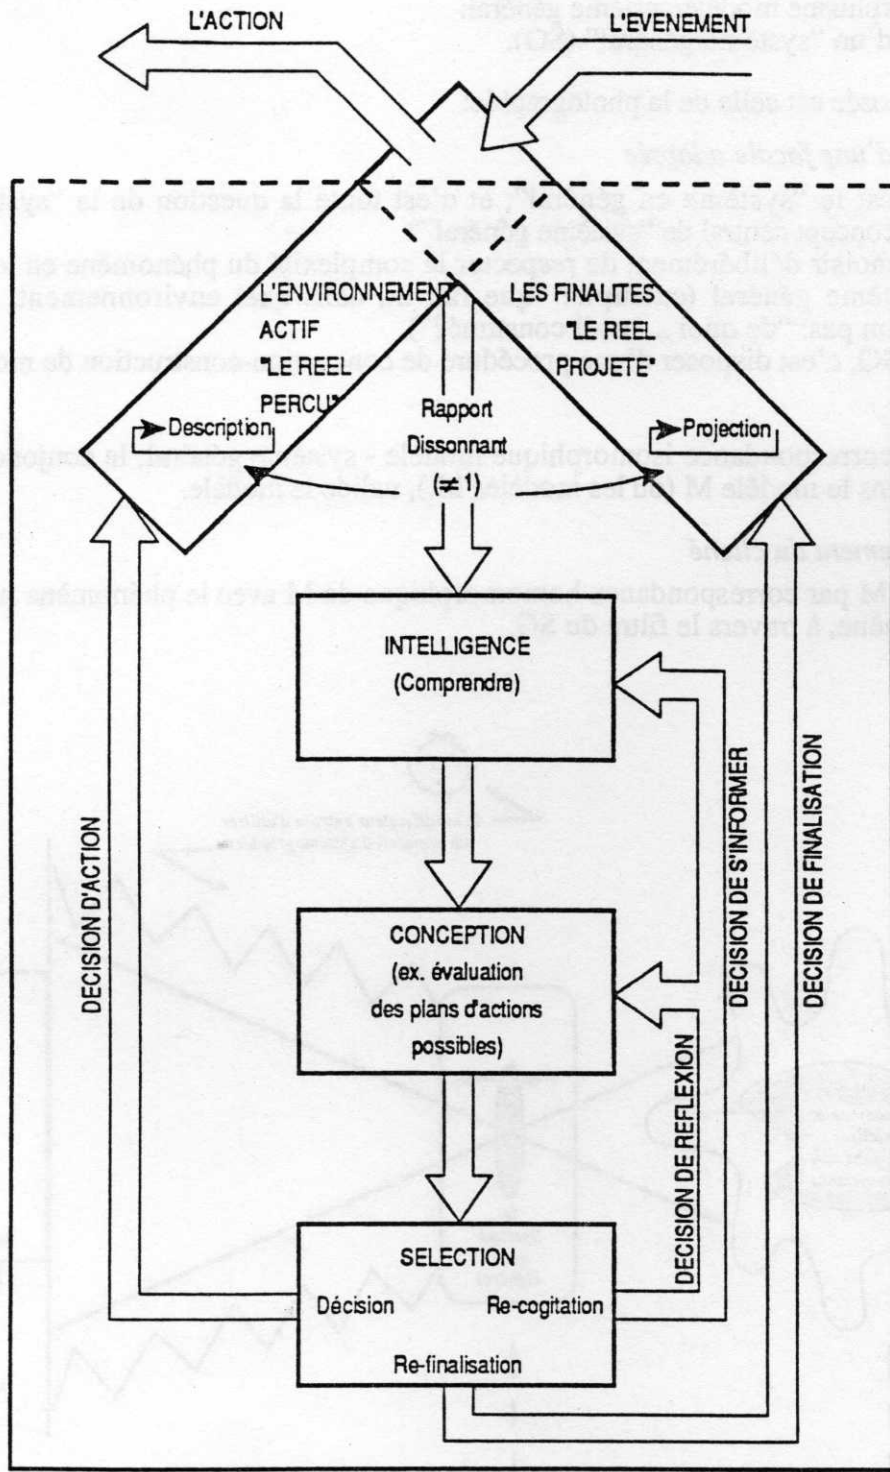 L'ACTION
L'EVENEMENT
L'ENVIRONNEMENT
ACTIF
"LE REEL
PERCU"
Description
LES FINALITES
"LE REEL
PROJETE"
Projection
Rapport
Dissonnant
(≠ 1)
INTELLIGENCE
(Comprendre)
CONCEPTION
(ex. évaluation
des plans d'actions
possibles)
SELECTION
Décision
Re-cogitation
Re-finalisation
DECISION D'ACTION
DECISION DE REFLEXION
DECISION DE S'INFORMER
DECISION DE FINALISATION